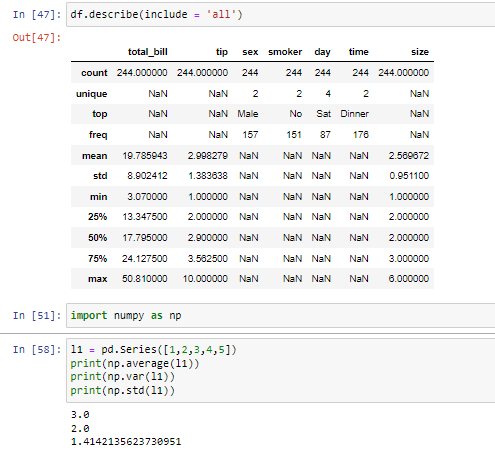 In [47]: df.describe(include = 'all')
Out[47]:
total_bill tip sex smoker day time size
count 244.000000 244.000000 244 244 244 244 244.000000
unique NaN NaN 2 2 4 2 NaN
top NaN NaN Male No Sat Dinner NaN
freq NaN NaN 157 151 87 176 NaN
mean 19.785943 2.998279 NaN NaN NaN NaN 2.569672
std 8.902412 1.383638 NaN NaN NaN NaN 0.951100
min 3.070000 1.000000 NaN NaN NaN NaN 1.000000
25% 13.347500 2.000000 NaN NaN NaN NaN 2.000000
50% 17.795000 2.900000 NaN NaN NaN NaN 2.000000
75% 24.127500 3.562500 NaN NaN NaN NaN 3.000000
max 50.810000 10.000000 NaN NaN NaN NaN 6.000000
In [51]: import numpy as np
In [58]: l1 = pd.Series([1,2,3,4,5])
print(np.average(l1))
print(np.var(l1))
print(np.std(l1))
3.0
2.0
1.4142135623730951